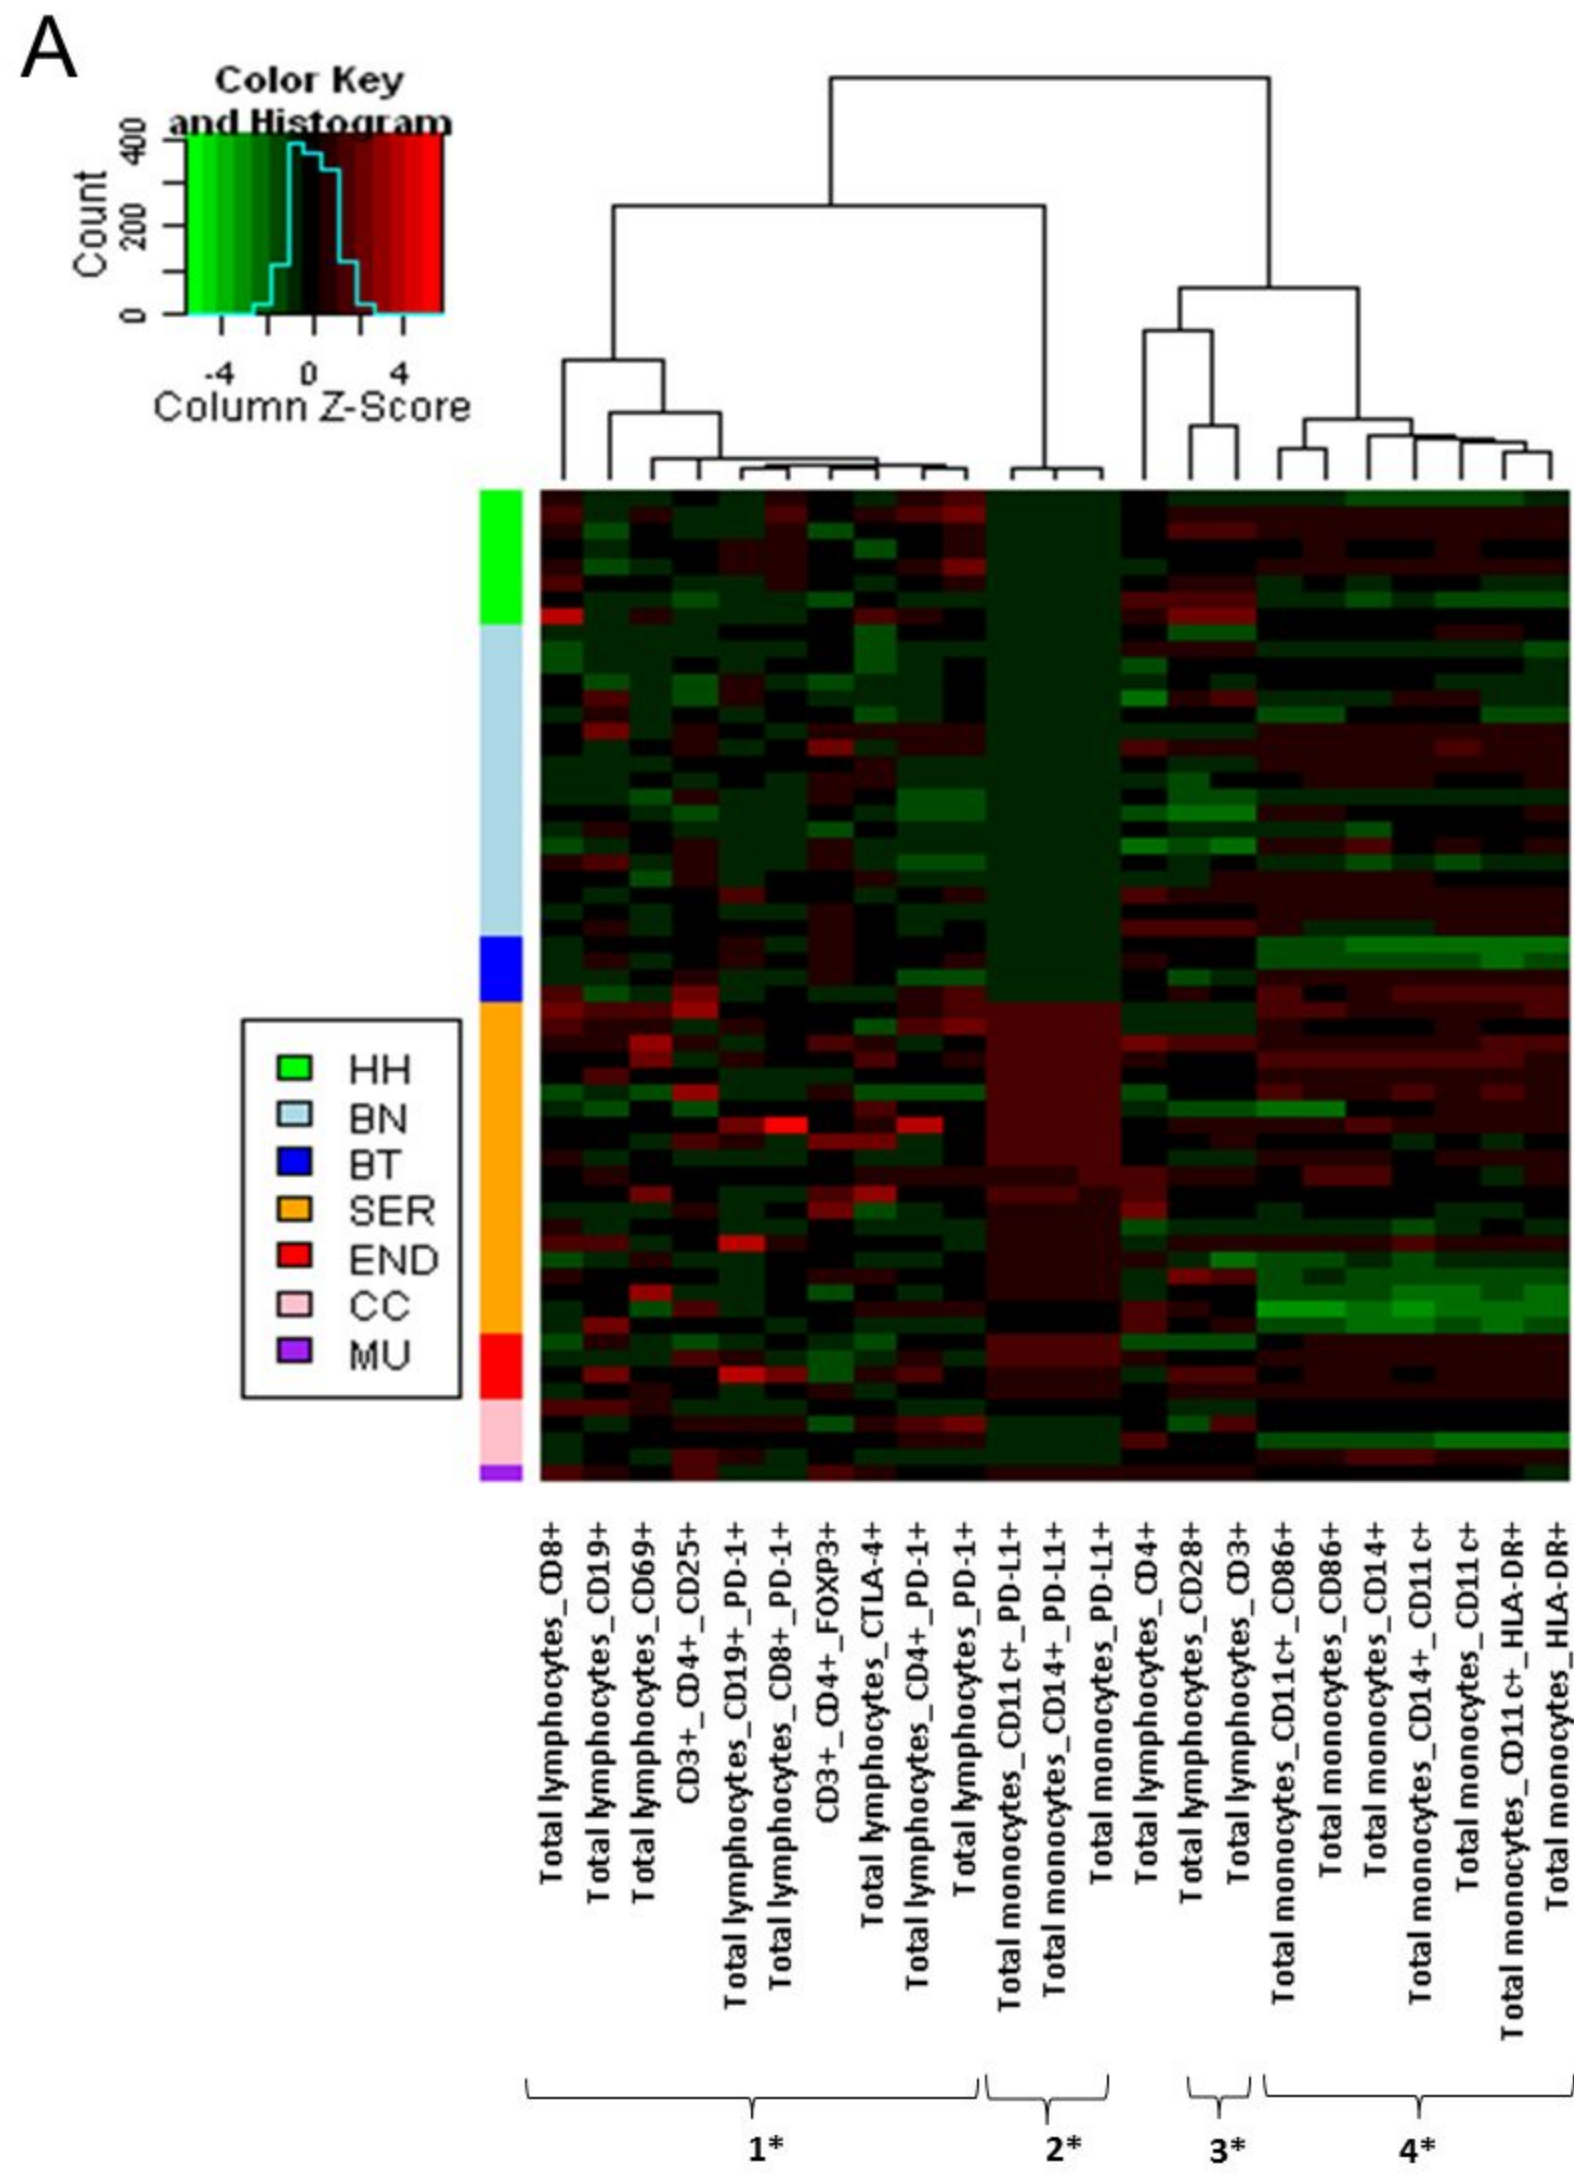 A
Color Key
and Histogram
Count
0 200 400
-4 0 4
Column Z-Score
HH
BN
BT
SER
END
CC
MU
Total lymphocytes_CD8+
Total lymphocytes_CD19+
Total lymphocytes_CD69+
CD3+_CD4+_CD25+
Total lymphocytes_CD19+_PD-1+
Total lymphocytes_CD8+_PD-1+
CD3+_CD4+_FOXP3+
Total lymphocytes_CTLA-4+
Total lymphocytes_CD4+_PD-1+
Total lymphocytes_PD-1+
Total monocytes_CD11c+_PD-L1+
Total monocytes_CD14+_PD-L1+
Total monocytes_PD-L1+
Total lymphocytes_CD4+
Total lymphocytes_CD28+
Total lymphocytes_CD3+
Total monocytes_CD11c+_CD86+
Total monocytes_CD86+
Total monocytes_CD14+
Total monocytes_CD14+_CD11c+
Total monocytes_CD11c+
Total monocytes_CD11c+_HLA-DR+
Total monocytes_HLA-DR+
1* 2* 3* 4*